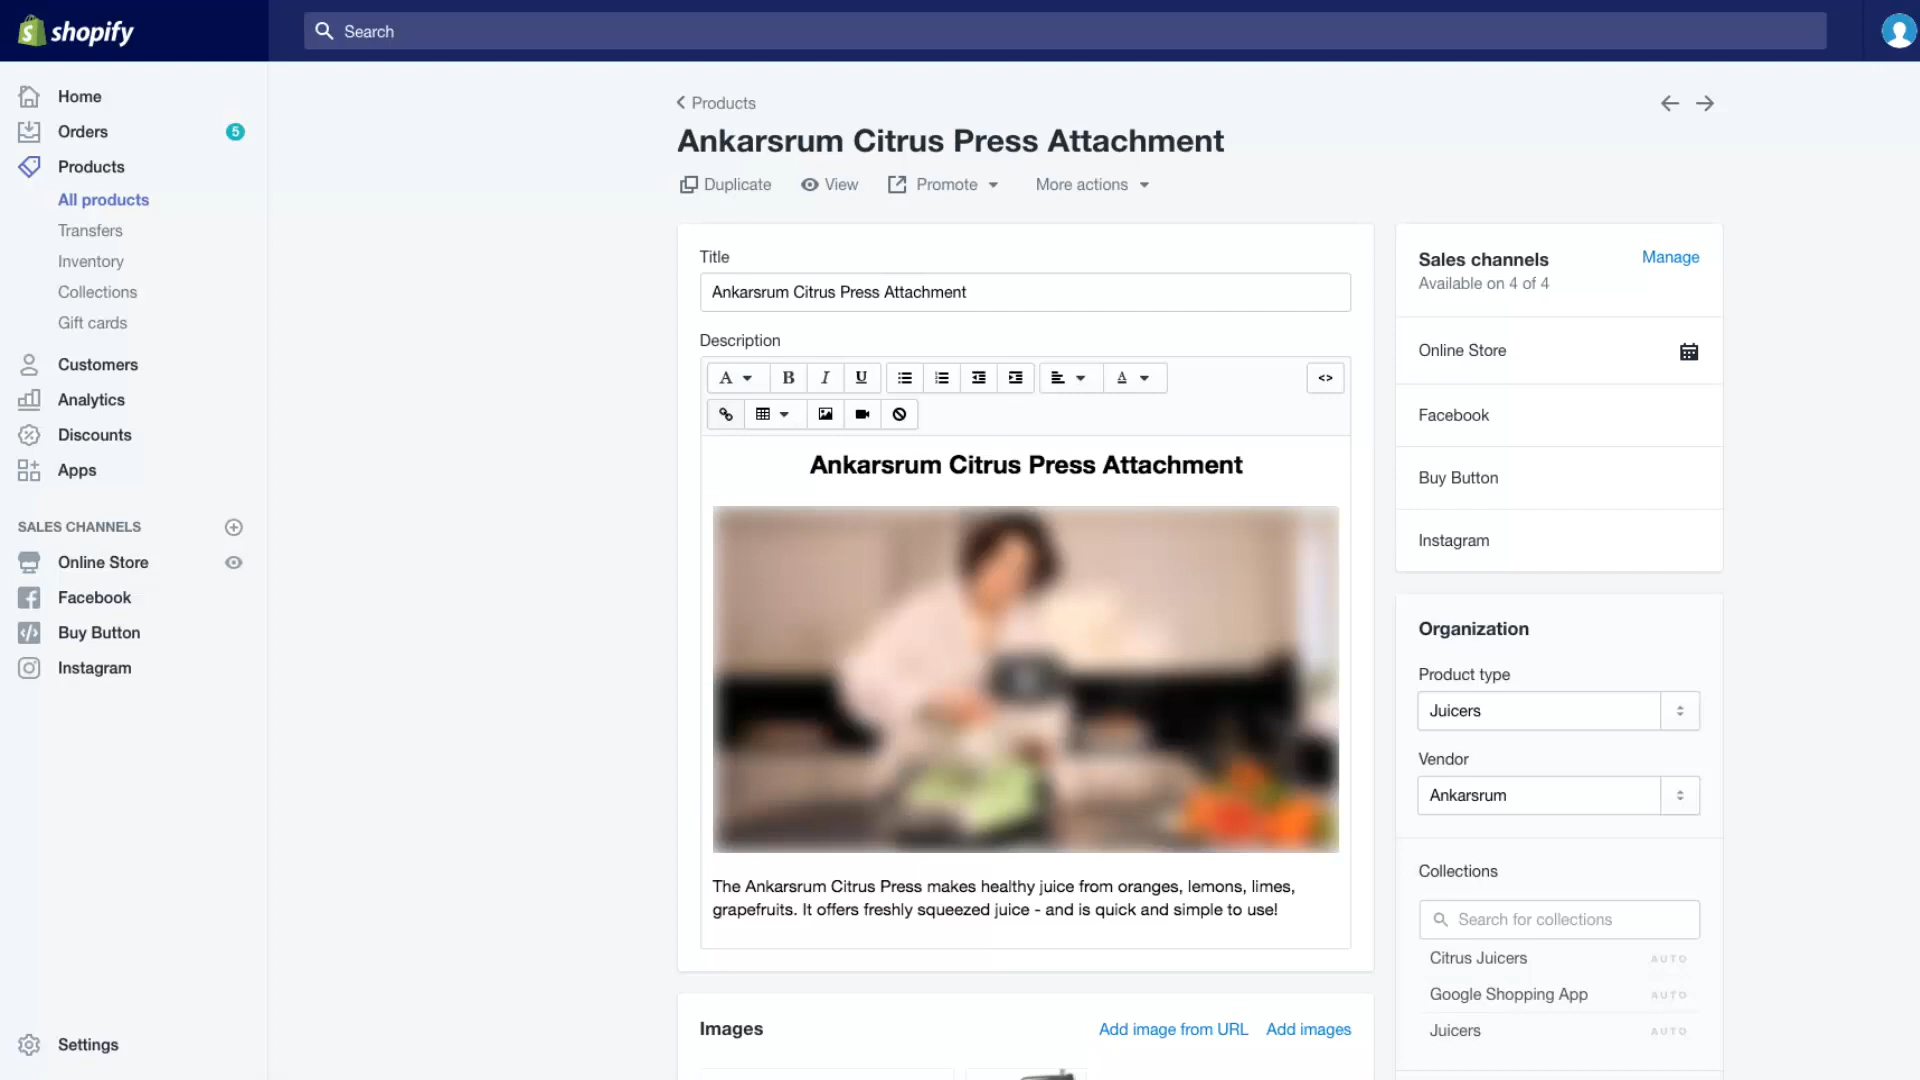 shopify
Search
Home
Orders
5
Products
All products
Transfers
Inventory
Collections
Gift cards
Customers
Analytics
Discounts
Apps
SALES CHANNELS
Online Store
Facebook
Buy Button
Instagram
Settings
Products
Ankarsrum Citrus Press Attachment
Duplicate
View
Promote
More actions
Title
Ankarsrum Citrus Press Attachment
Description
A
B
I
U
A
<>
Ankarsrum Citrus Press Attachment
The Ankarsrum Citrus Press makes healthy juice from oranges, lemons, limes,
grapefruits. It offers freshly squeezed juice - and is quick and simple to use!
Images
Add image from URL
Add images
Sales channels
Manage
Available on 4 of 4
Online Store
Facebook
Buy Button
Instagram
Organization
Product type
Juicers
Vendor
Ankarsrum
Collections
Search for collections
Citrus Juicers
AUTO
Google Shopping App
AUTO
Juicers
AUTO